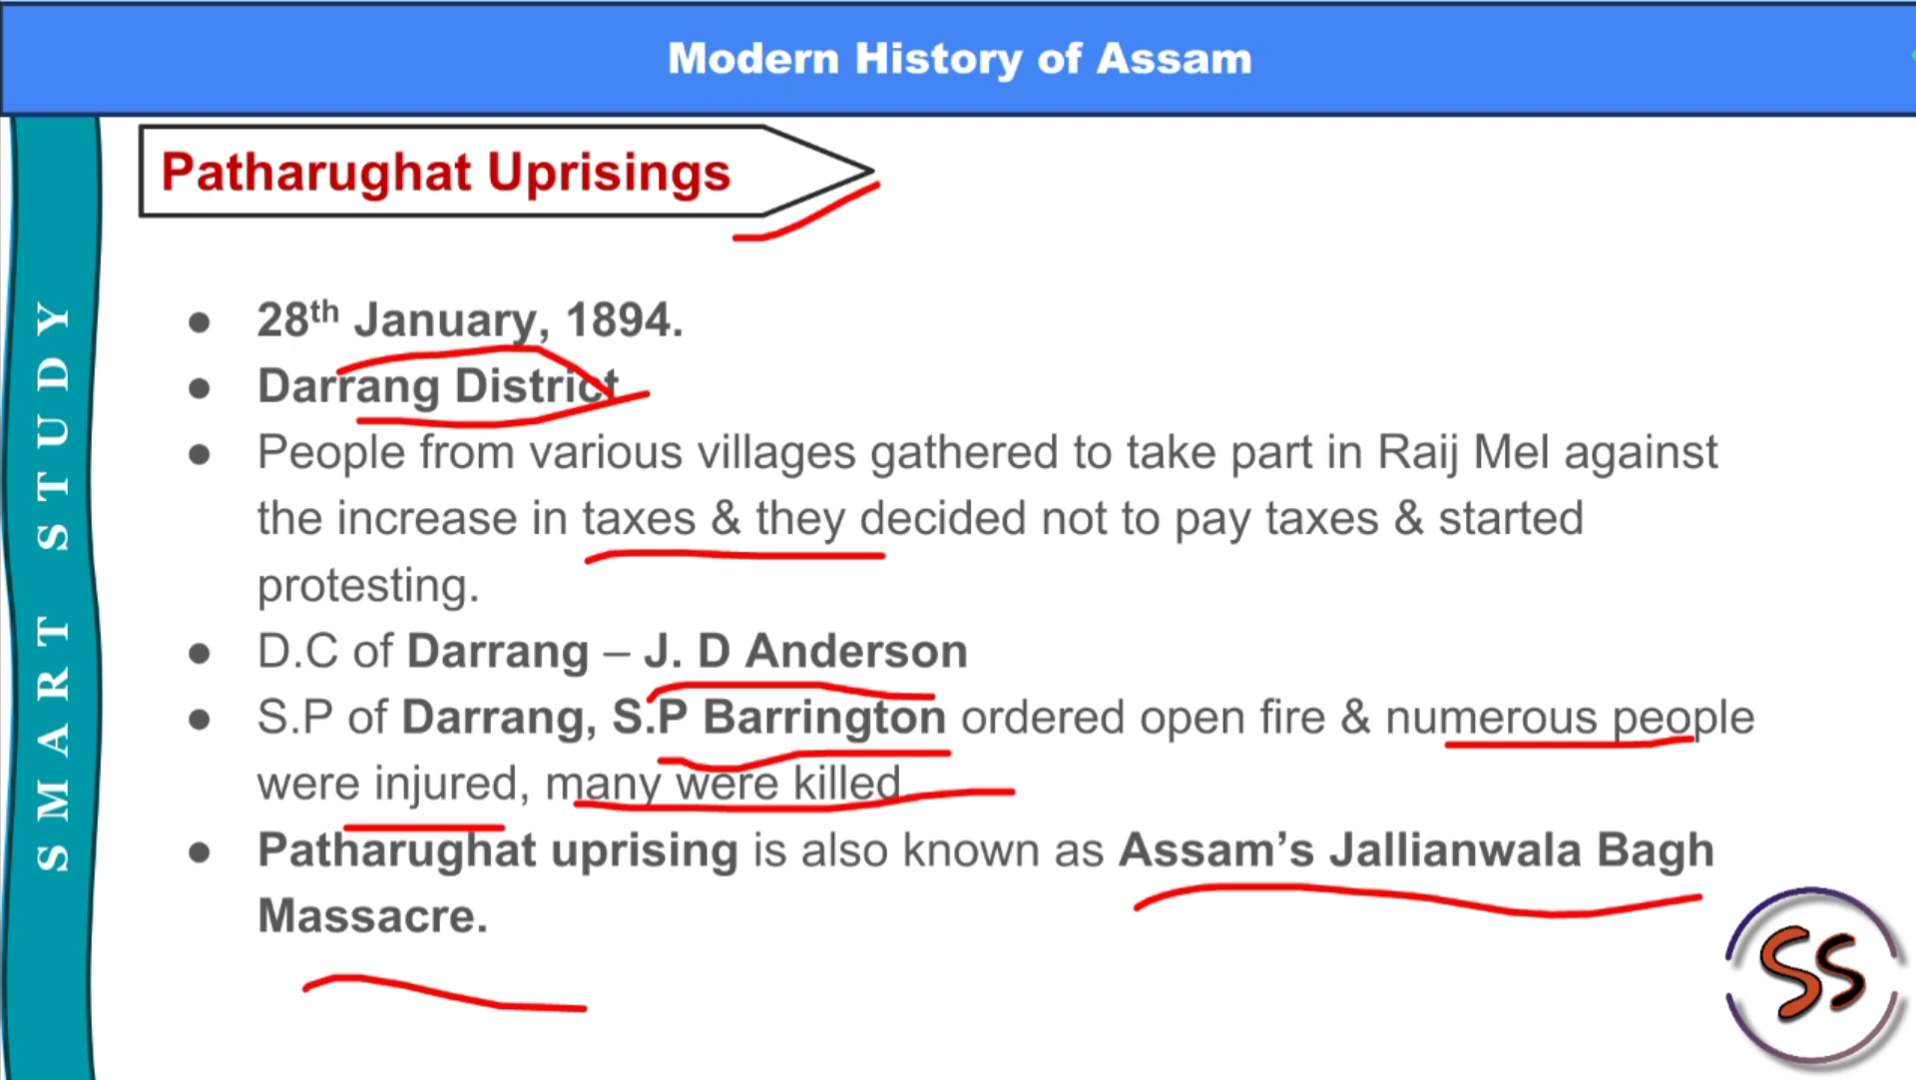 Modern History of Assam
Patharughat Uprisings
SMART STUDY
● 28th January, 1894.
● Darrang District
● People from various villages gathered to take part in Raij Mel against
the increase in taxes & they decided not to pay taxes & started
protesting.
● D.C of Darrang – J. D Anderson
● S.P of Darrang, S.P Barrington ordered open fire & numerous people
were injured, many were killed
● Patharughat uprising is also known as Assam’s Jallianwala Bagh
Massacre.
SS